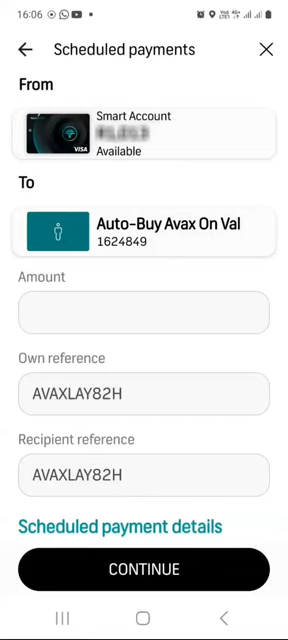 16:06
Scheduled payments
From
Smart Account
Available
VISA
To
Auto-Buy Avax On Val
1624849
Amount
Own reference
AVAXLAY82H
Recipient reference
AVAXLAY82H
Scheduled payment details
CONTINUE